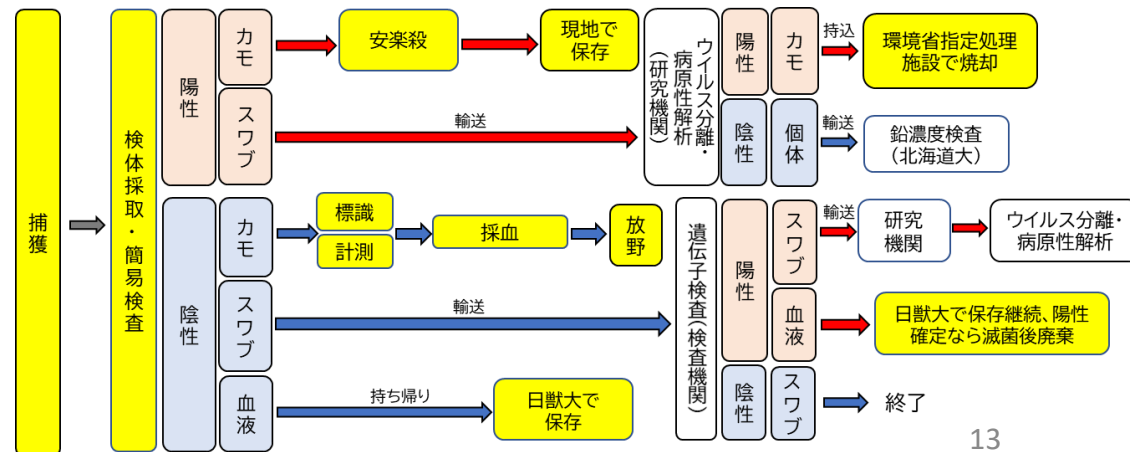 捕獲
検体採取・簡易検査
陽性
カモ
安楽殺
現地で
保存
スワブ
輸送
ウイルス分離・
病原性解析
(研究機関)
陽性
カモ
持込
環境省指定処理
施設で焼却
陰性
個体
輸送
鉛濃度検査
(北海道大)
陰性
カモ
標識
計測
採血
放野
スワブ
輸送
血液
持ち帰り
日獣大で
保存
遺伝子検査(検査機関)
陽性
スワブ
輸送
研究
機関
ウイルス分離・
病原性解析
血液
日獣大で保存継続、陽性
確定なら滅菌後廃棄
陰性
スワブ
終了
13